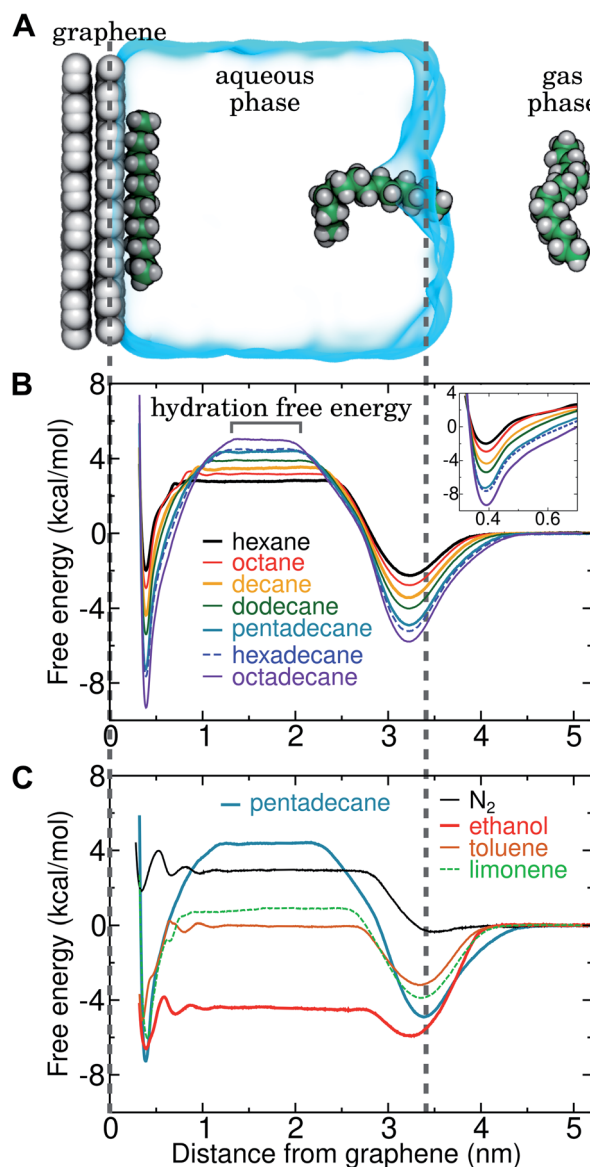 A
graphene
aqueous
phase
gas
phase
B
8
4
0
-4
-8
Free energy (kcal/mol)
hydration free energy
hexane
octane
decane
dodecane
pentadecane
hexadecane
octadecane
4
0
-4
-8
0.4
0.6
0
1
2
3
4
5
C
8
4
0
-4
-8
Free energy (kcal/mol)
pentadecane
N2
ethanol
toluene
limonene
0
1
2
3
4
5
Distance from graphene (nm)